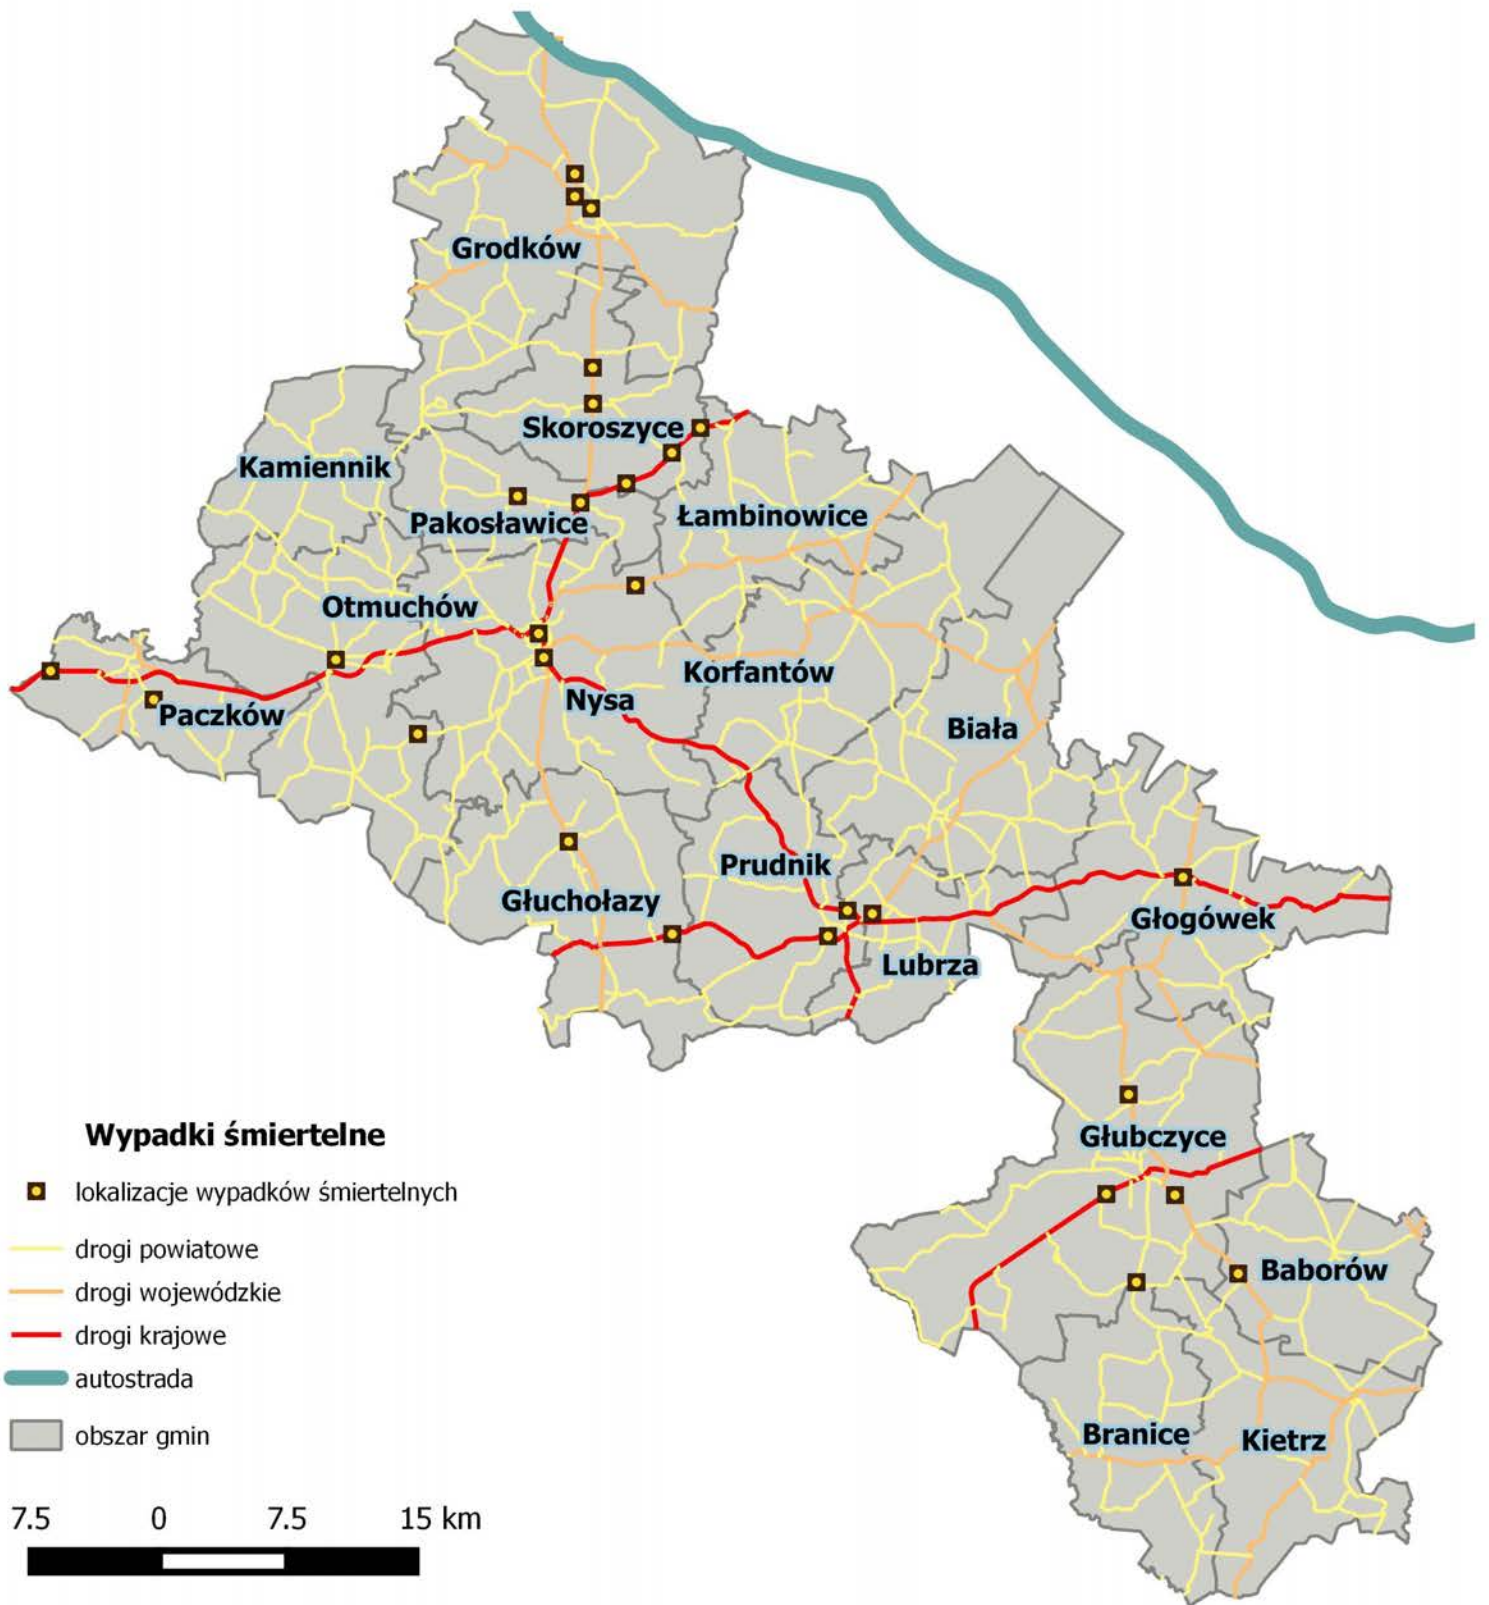 Grodków
Skoroszyce
Kamiennik
Pakosławice
Łambinowice
Otmuchów
Korfantów
Nysa
Paczków
Biała
Prudnik
Głuchołazy
Głogówek
Lubrza
Wypadki śmiertelne
Głubczyce
lokalizacje wypadków śmiertelnych
drogi powiatowe
Baborów
drogi wojewódzkie
drogi krajowe
autostrada
obszar gmin
Branice
Kietrz
7.5 0 7.5 15 km